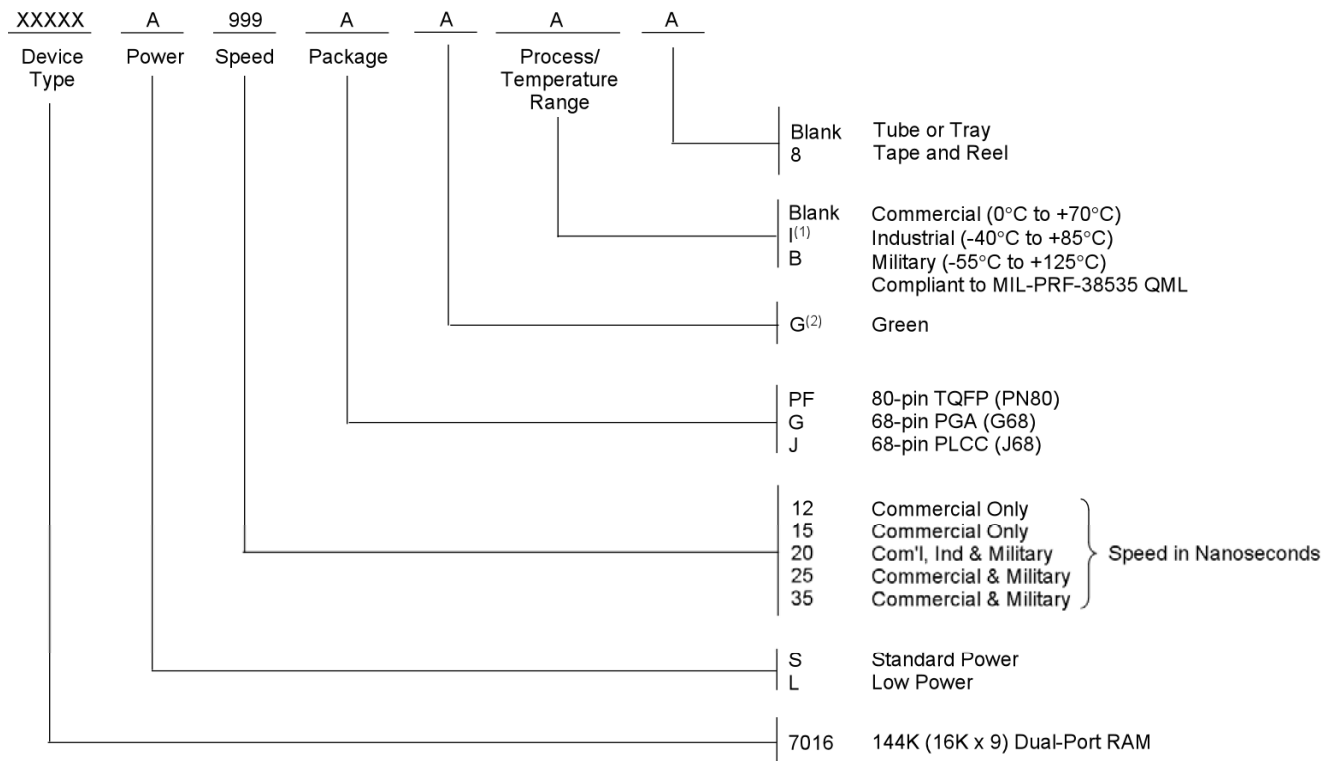 XXXXX A 999 A A A A
Device Type Power Speed Package Process/ Temperature Range
Blank Tube or Tray
8 Tape and Reel
Blank Commercial (0°C to +70°C)
I(1) Industrial (-40°C to +85°C)
B Military (-55°C to +125°C)
Compliant to MIL-PRF-38535 QML
G(2) Green
PF 80-pin TQFP (PN80)
G 68-pin PGA (G68)
J 68-pin PLCC (J68)
12 Commercial Only
15 Commercial Only
20 Com'l, Ind & Military
25 Commercial & Military
35 Commercial & Military
Speed in Nanoseconds
S Standard Power
L Low Power
7016 144K (16K x 9) Dual-Port RAM